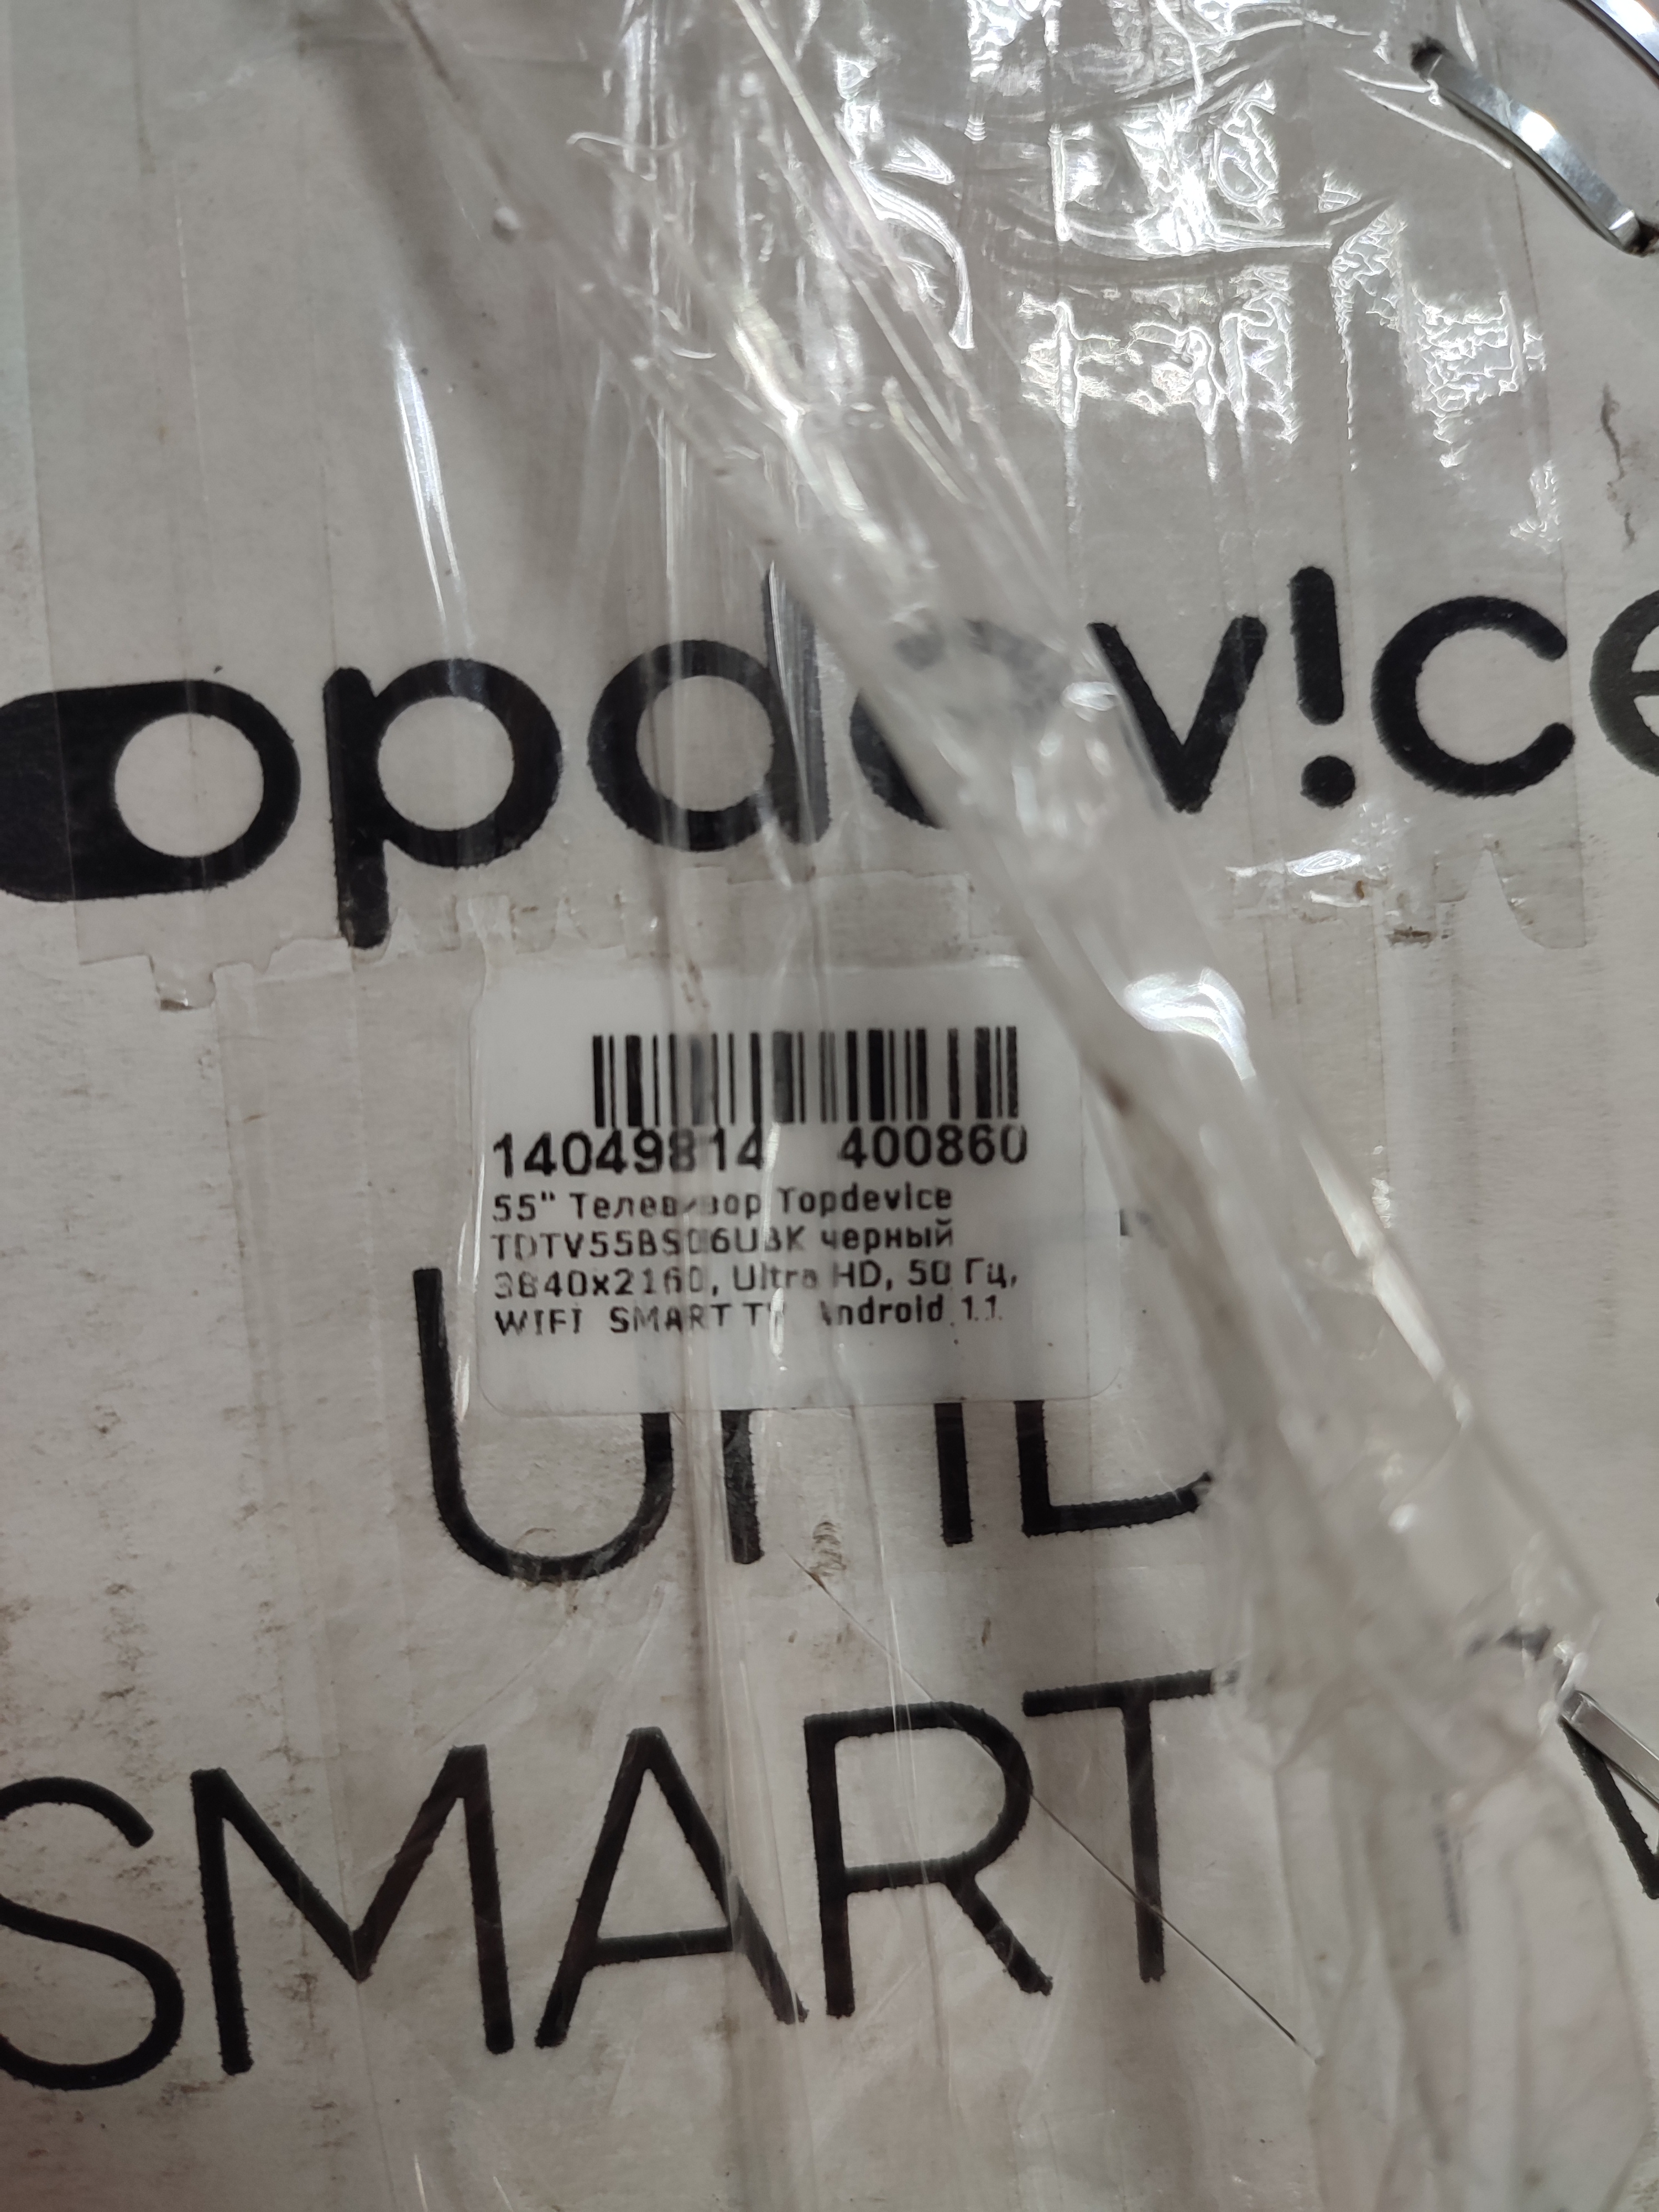 opdev!ce
14049814 400860
55" Телевизор Topdevice
TDTV55BS06UBK черный
3840x2160, Ultra HD, 50 Гц,
WIFI SMART TV Android 11
SMART